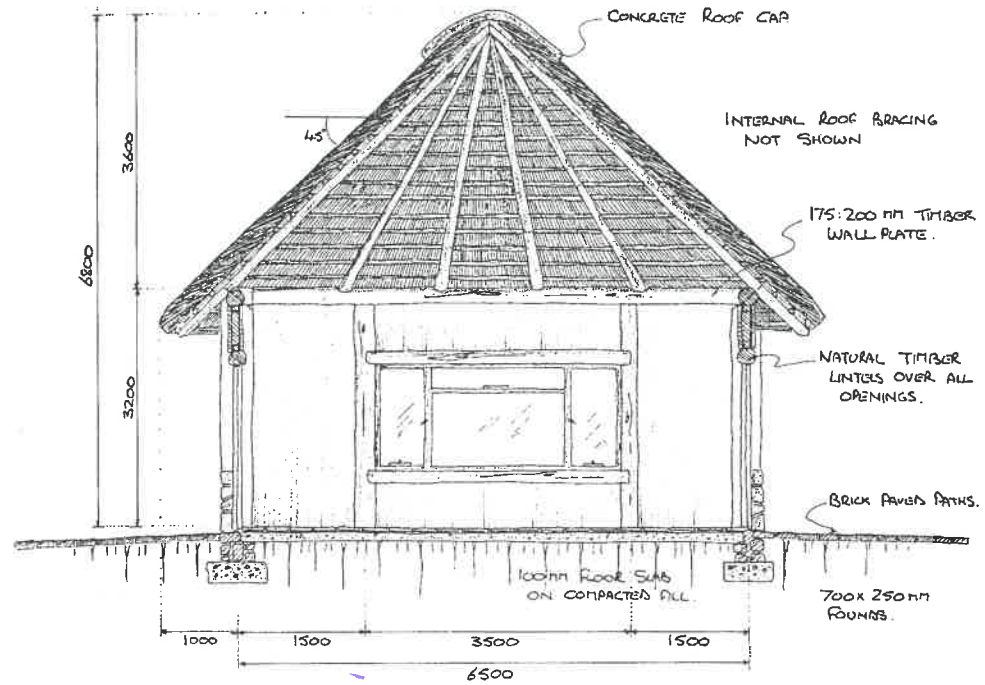 CONCRETE ROOF CAP
INTERNAL ROOF BRACING
NOT SHOWN
45°
3600
6800
175:200 MM TIMBER
WALL PLATE.
3200
NATURAL TIMBER
LINTELS OVER ALL
OPENINGS.
BRICK PAVED PATHS.
100MM FLOOR SLAB
ON COMPACTED FILL.
700 x 250MM
FOUNDS.
1000
1500
3500
1500
6500